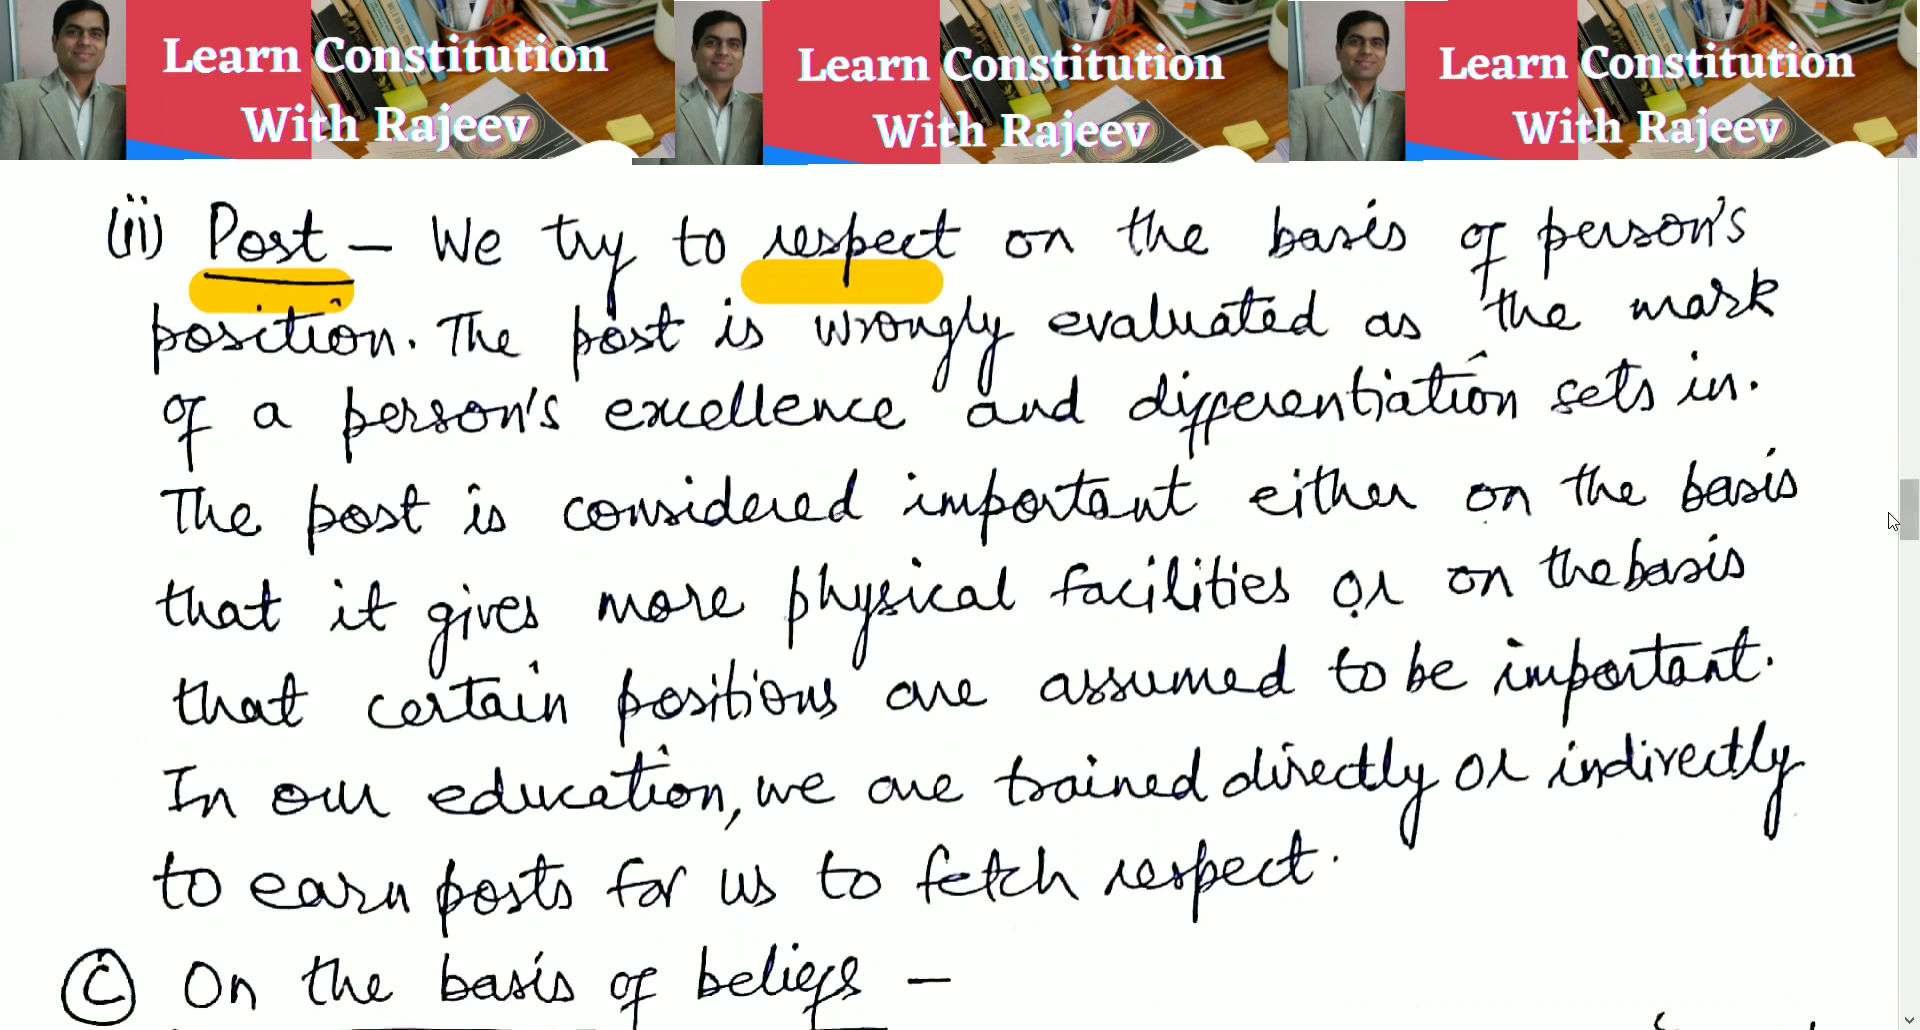 Learn Constitution
With Rajeev
Learn Constitution
With Rajeev
Learn Constitution
With Rajeev
(ii) Post – We try to respect on the basis of person's
position. The post is wrongly evaluated as the mark
of a person's excellence and differentiation sets in.
The post is considered important either on the basis
that it gives more physical facilities or on the basis
that certain positions are assumed to be important.
In our education, we are trained directly or indirectly
to earn posts for us to fetch respect.
C On the basis of beliefs –